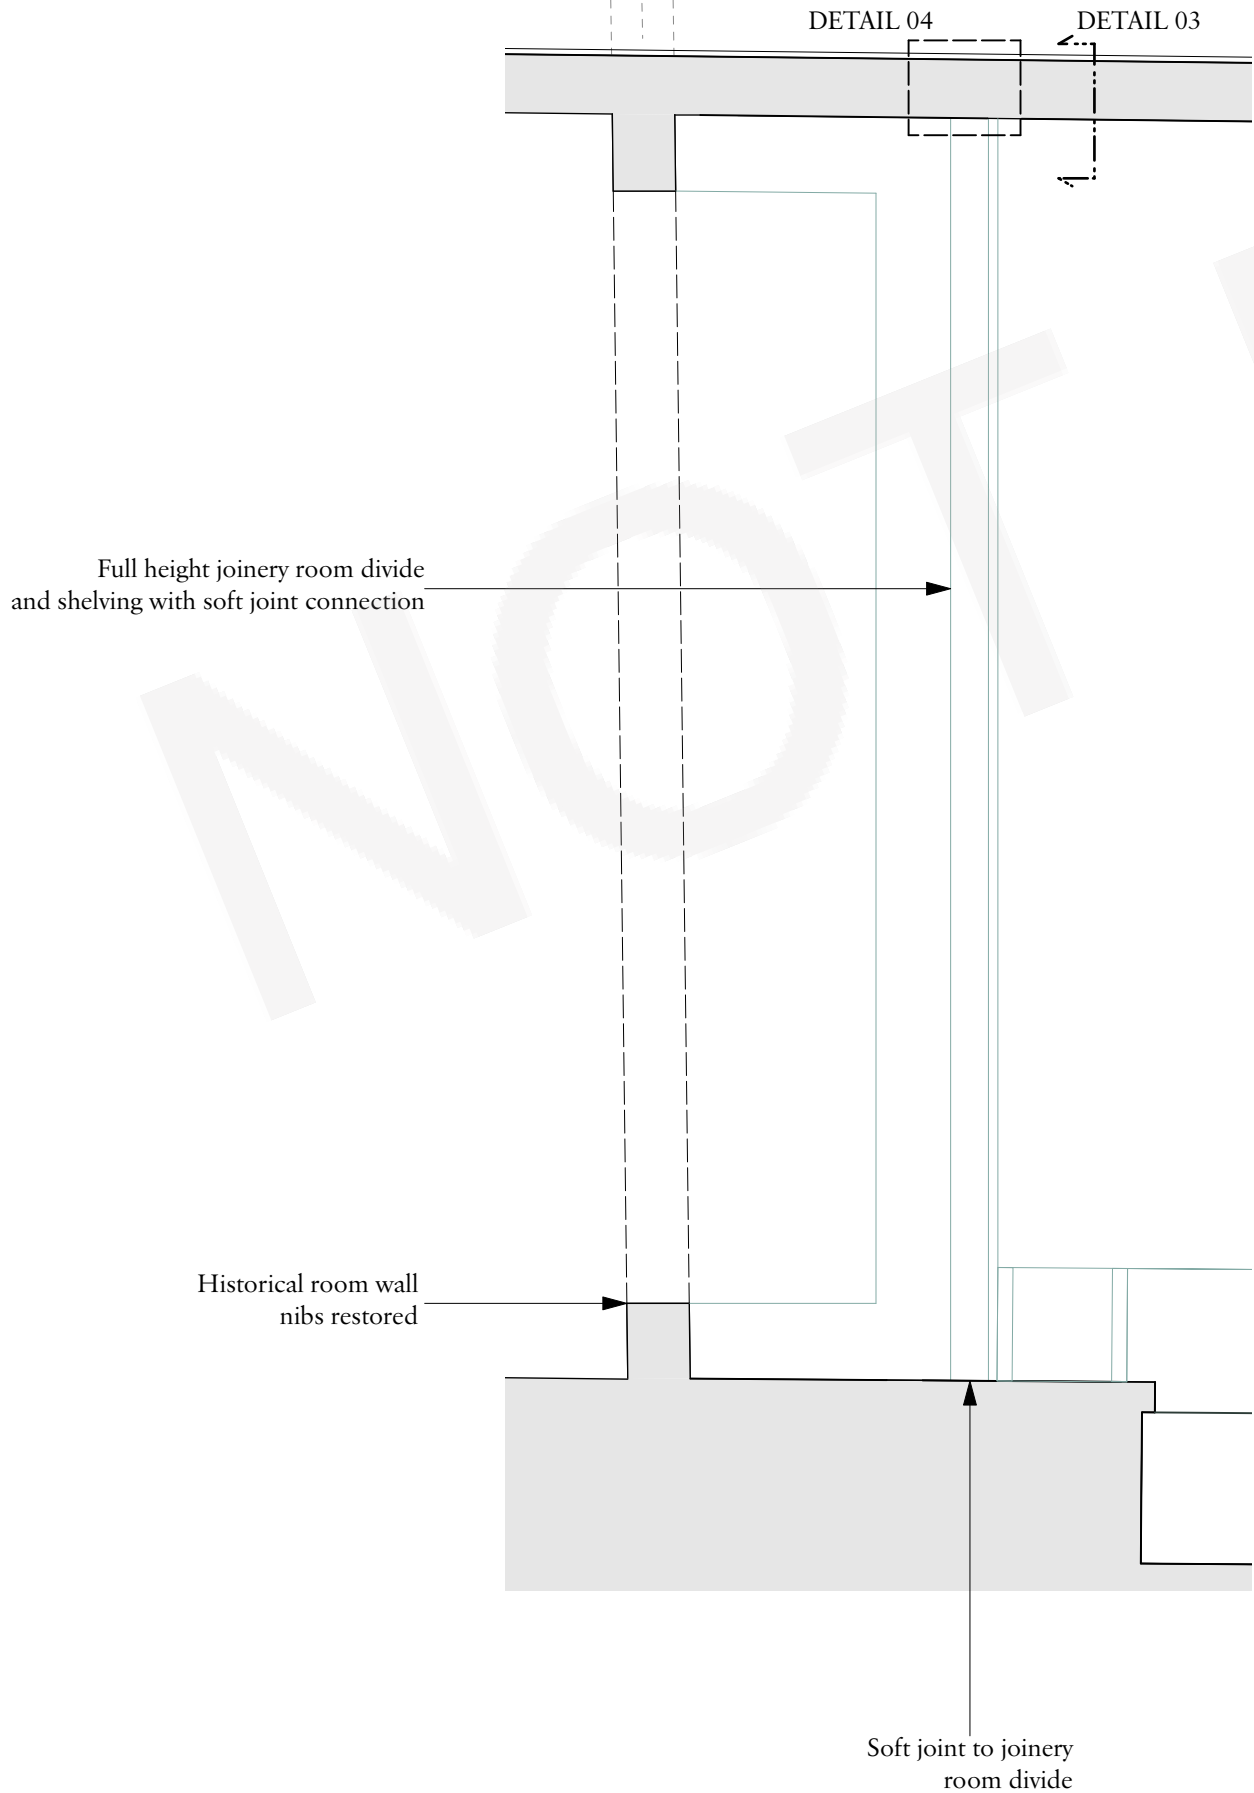 DETAIL 04
DETAIL 03
Full height joinery room divide
and shelving with soft joint connection
NOT
Historical room wall
nibs restored
Soft joint to joinery
room divide